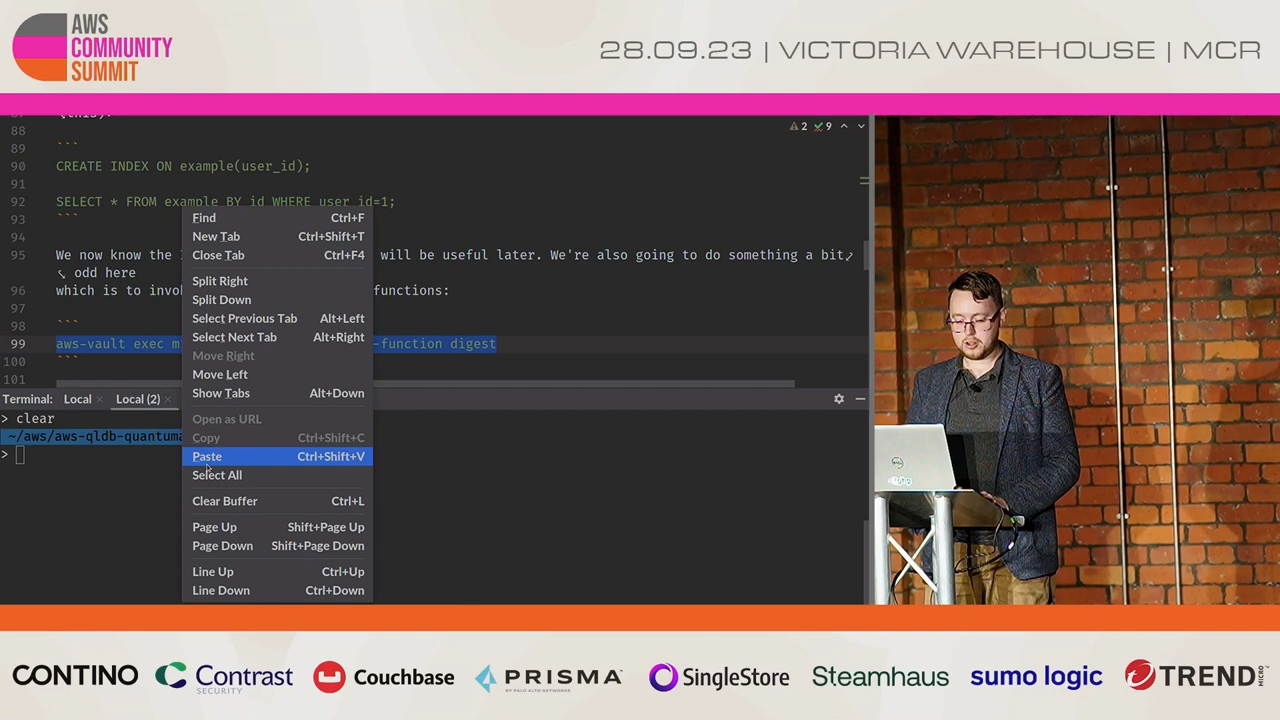 AWS
COMMUNITY
SUMMIT
28.09.23 | VICTORIA WAREHOUSE | MCR
88
89 ```
90 CREATE INDEX ON example(user_id);
91
92 SELECT * FROM example BY id WHERE user_id=1;
93 ```
94
95 We now know the will be useful later. We're also going to do something a bit
odd here
96 which is to invo functions:
97
98 ```
99 aws-vault exec m -function digest
100 ```
101
2 9
Find Ctrl+F
New Tab Ctrl+Shift+T
Close Tab Ctrl+F4
Split Right
Split Down
Select Previous Tab Alt+Left
Select Next Tab Alt+Right
Move Right
Move Left
Show Tabs Alt+Down
Open as URL
Copy Ctrl+Shift+C
Paste Ctrl+Shift+V
Select All
Clear Buffer Ctrl+L
Page Up Shift+Page Up
Page Down Shift+Page Down
Line Up Ctrl+Up
Line Down Ctrl+Down
Terminal: Local × Local (2) ×
> clear
~/aws/aws-qldb-quantuma
>
CONTINO
Contrast
SECURITY
Couchbase
PRISMA
BY PALO ALTO NETWORKS
SingleStore
Steamhaus
sumo logic
TREND
MICRO